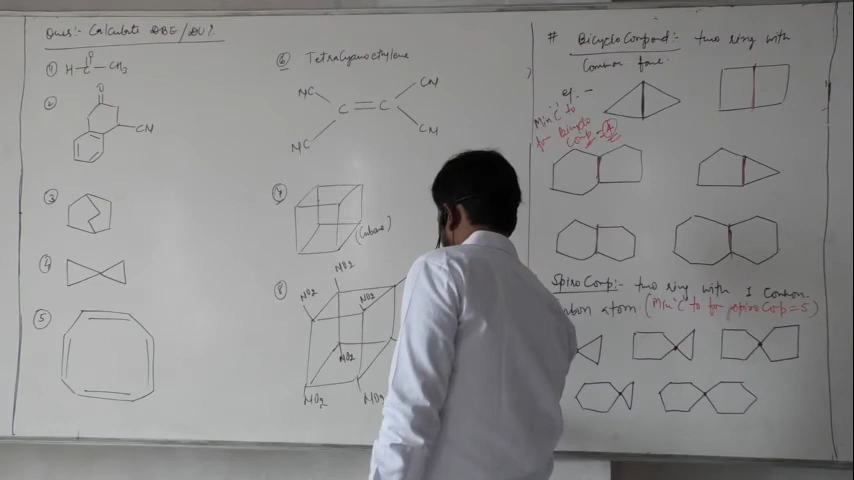 Ques:- Calculate DBE/DU?
① H-C-CH3
O
②
O
CN
③
④
⑤
⑥ Tetracyanoethylene
NC CN
C=C
NC CN
⑦
(Cubane)
⑧
NO2
NO2 NO2
NO2
NO2 NO2
# Bicyclo Compond:- two ring with
Common face.
eg. -
Min 'C' to
for Bicyclo
Comp = 4
Spiro Comp:- two ring with 1 Common
atom. (Min 'C' to for spiro Comp = 5)